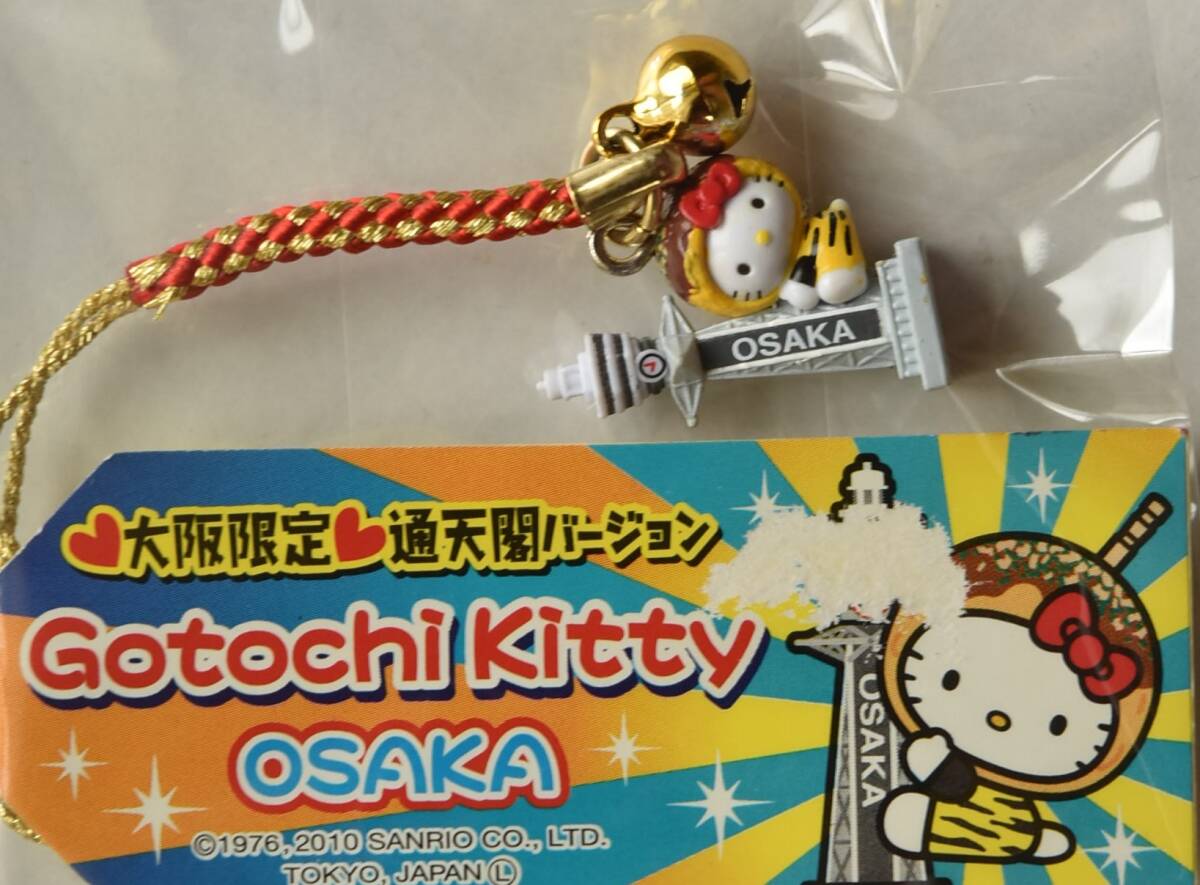 OSAKA
大阪限定 通天閣バージョン
Gotochi Kitty
OSAKA
©1976, 2010 SANRIO CO., LTD.
TOKYO, JAPAN Ⓛ
OSAKA